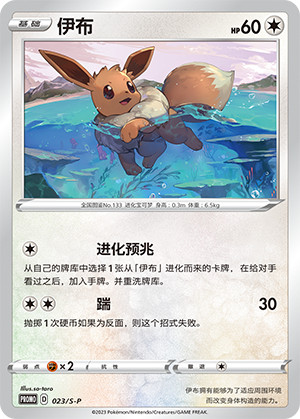 基础 伊布 HP60
全国图鉴No.133 进化宝可梦 身高：0.3m 体重：6.5kg
进化预兆
从自己的牌库中选择1张从「伊布」进化而来的卡牌，在给对手
看过之后，加入手牌。并重洗牌库。
踹 30
抛掷1次硬币如果为反面，则这个招式失败。
弱点 ×2 抵抗力 撤退
Illus.so-taro
PROMO D 023/S-P
伊布拥有能够为了适应周围环境
而改变身体构造的能力。
©2023 Pokémon/Nintendo/Creatures/GAME FREAK.